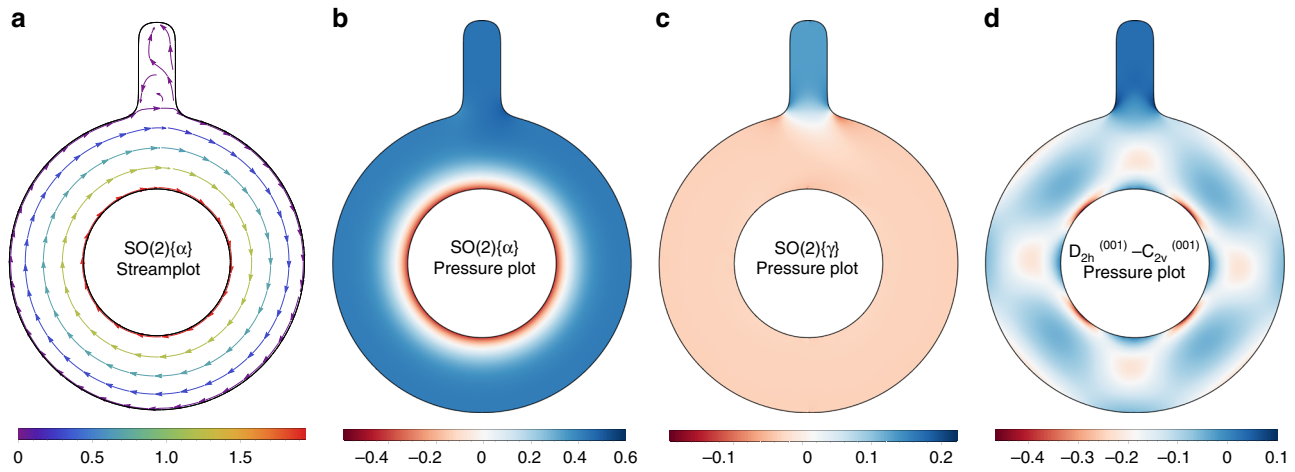 a
b
c
d
SO(2){α}
Streamplot
SO(2){α}
Pressure plot
SO(2){γ}
Pressure plot
D2h(001) –C2v(001)
Pressure plot
0 0.5 1.0 1.5
–0.4 –0.2 0 0.2 0.4 0.6
–0.1 0 0.1 0.2
–0.4 –0.3 –0.2 –0.1 0 0.1